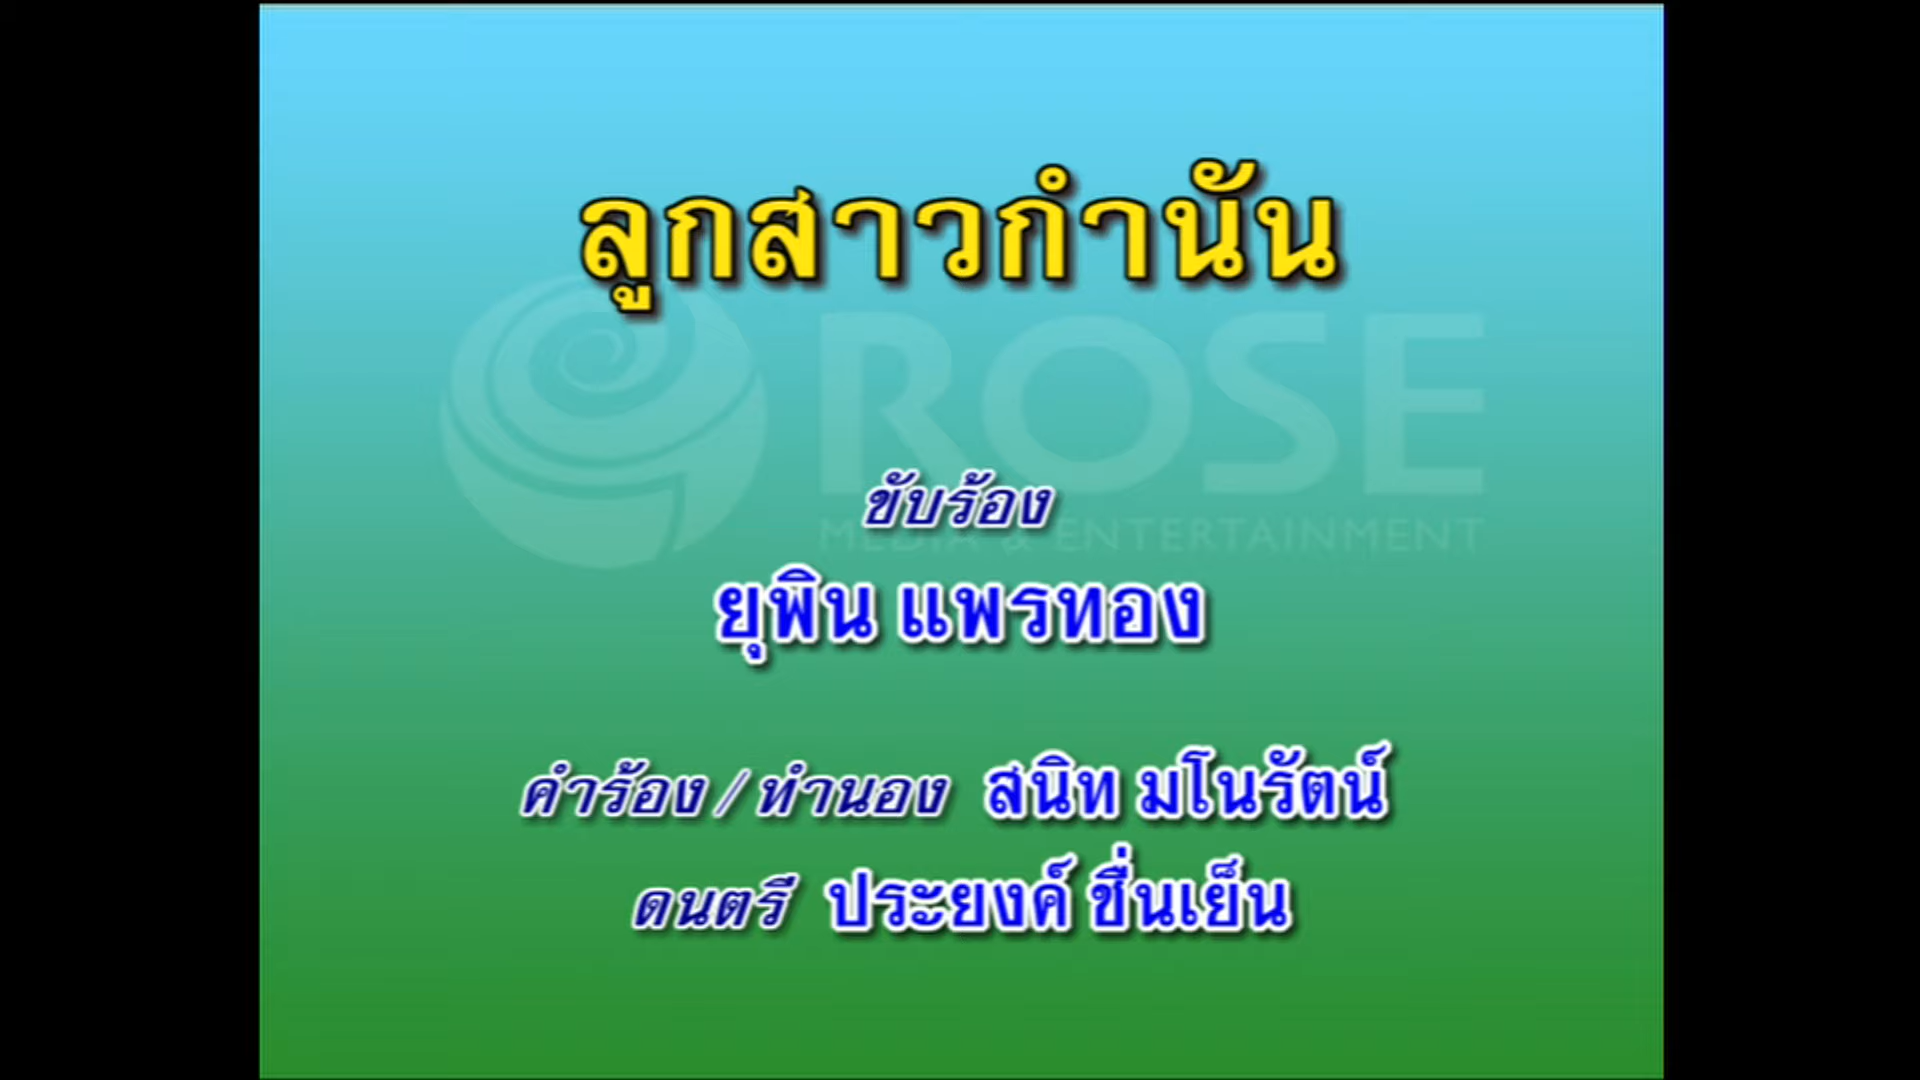 ลูกสาวกำนัน
ROSE
MEDIA & ENTERTAINMENT
ขับร้อง
ยุพิน แพรทอง
คำร้อง / ทำนอง สนิท มโนรัตน์
ดนตรี ประยงค์ ชื่นเย็น